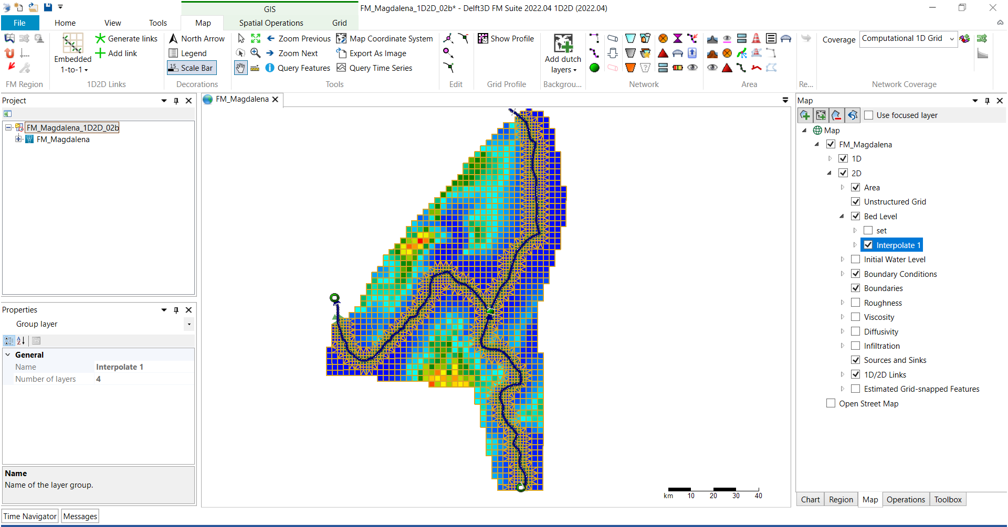 FM_Magdalena_1D2D_02b* - Delft3D FM Suite 2022.04 1D2D (2022.04)
GIS
File Home View Tools Map Spatial Operations Grid
Embedded 1-to-1
Generate links
Add link
North Arrow
Legend
Scale Bar
Zoom Previous
Zoom Next
Query Features
Map Coordinate System
Export As Image
Query Time Series
Show Profile
Add dutch layers
Coverage Computational 1D Grid
FM Region 1D2D Links Decorations Tools Edit Grid Profile Backgrou... Network Area Re... Network Coverage
Project
FM_Magdalena_1D2D_02b
FM_Magdalena
Properties
Group layer
General
Name Interpolate 1
Number of layers 4
Name
Name of the layer group.
Time Navigator Messages
FM_Magdalena
km 10 20 30 40
Map
Use focused layer
Map
FM_Magdalena
1D
2D
Area
Unstructured Grid
Bed Level
set
Interpolate 1
Initial Water Level
Boundary Conditions
Boundaries
Roughness
Viscosity
Diffusivity
Infiltration
Sources and Sinks
1D/2D Links
Estimated Grid-snapped Features
Open Street Map
Chart Region Map Operations Toolbox